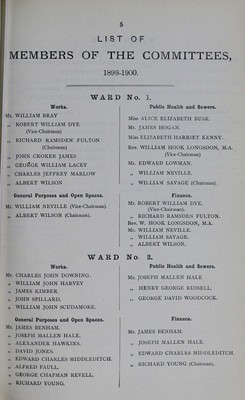 5
LIST OF
MEMBERS OF THE COMMITTEES,
1899-1900.
WARD No. 1.
Works.
Mr. WILLIAM BRAY
„ ROBERT WILLIAM DYE
(Vice-Chairman)
„ RICHARD RAMSDEN FULTON
(Chairman)
„ JOHN CROKER JAMES
„ GEORGE WILLIAM LACEY
„ CHARLES JEFFREY MARLOW
„ ALBERT WILSON
General Purposes and Open Spaces.
Mr. WILLIAM NEVILLE (Vice-Chairman).
„ ALBERT WILSON (Chairman).
Public Health and Sewers.
Miss ALICE ELIZABETH BUSK.
Mr. JAMES HOGAN.
Miss ELIZABETH HARRIET KENNY.
Rev. WILLIAM HOOK LONGSDON, M.A.
(Vice-Chairman)
Mr. EDWARD LOWMAN.
„ WILLIAM NEVILLE.
„ WILLIAM SAVAGE (Chairman).
Finance.
Mr. ROBERT WILLIAM DYE,
(Vice-Chairman).
„ RICHARD RAMSDEN FULTON.
Rev. W. HOOK LONGSDON, M.A.
Mr. WILLIAM NEVILLE.
„ WILLIAM SAVAGE.
„ ALBERT WILSON.
WARD No. 2.
Works.
Mr. CHARLES JOHN DOWNING.
„ WILLIAM JOHN HARVEY
„ JAMES KIMBER.
„ JOHN SPILLARD.
„ WILLIAM JOHN SCUDAMORE.
General Purposes and Open Spaces.
Mr. JAMES BENHAM.
„ JOSEPH MALLEN HALE.
„ ALEXANDER HAWKINS.
„ DAVID JONES.
„ EDWARD CHARLES MIDDLEDITCH.
„ ALFRED PAULL.
„ GEORGE CHAPMAN REVELL.
„ RICHARD YOUNG.
Public Health and Sewers.
Mr. JOSEPH MALLEN HALE
„ HENRY GEORGE RUSSELL.
„ GEORGE DAVID WOODCOCK.
Finance.
Mr. JAMES BENHAM.
„ JOSEPH MALLEN HALE.
„ EDWARD CHARLES MIDDLEDITCH.
„ RICHARD YOUNG (Chairman).